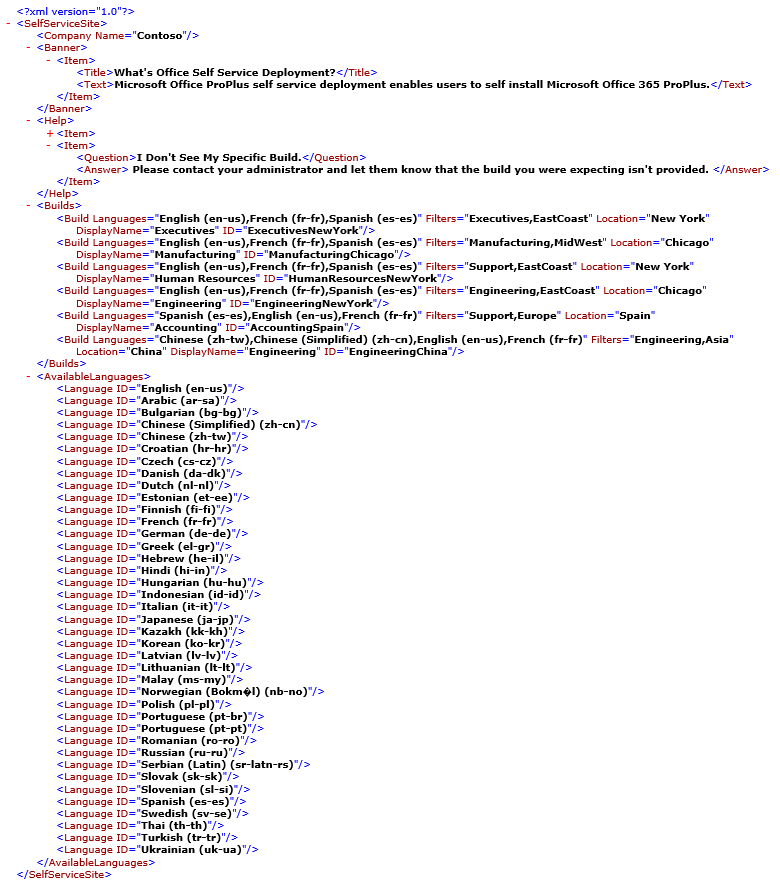 <?xml version="1.0"?>
- <SelfServiceSite>
<Company Name="Contoso"/>
- <Banner>
- <Item>
<Title>What's Office Self Service Deployment?</Title>
<Text>Microsoft Office ProPlus self service deployment enables users to self install Microsoft Office 365 ProPlus.</Text>
</Item>
</Banner>
- <Help>
+ <Item>
- <Item>
<Question>I Don't See My Specific Build.</Question>
<Answer> Please contact your administrator and let them know that the build you were expecting isn't provided. </Answer>
</Item>
</Help>
- <Builds>
<Build Languages="English (en-us),French (fr-fr),Spanish (es-es)" Filters="Executives,EastCoast" Location="New York"
DisplayName="Executives" ID="ExecutivesNewYork"/>
<Build Languages="English (en-us),French (fr-fr),Spanish (es-es)" Filters="Manufacturing,MidWest" Location="Chicago"
DisplayName="Manufacturing" ID="ManufacturingChicago"/>
<Build Languages="English (en-us),French (fr-fr),Spanish (es-es)" Filters="Support,EastCoast" Location="New York"
DisplayName="Human Resources" ID="HumanResourcesNewYork"/>
<Build Languages="English (en-us),French (fr-fr),Spanish (es-es)" Filters="Engineering,EastCoast" Location="Chicago"
DisplayName="Engineering" ID="EngineeringNewYork"/>
<Build Languages="Spanish (es-es),English (en-us),French (fr-fr)" Filters="Support,Europe" Location="Spain"
DisplayName="Accounting" ID="AccountingSpain"/>
<Build Languages="Chinese (zh-tw),Chinese (Simplified) (zh-cn),English (en-us),French (fr-fr)" Filters="Engineering,Asia"
Location="China" DisplayName="Engineering" ID="EngineeringChina"/>
</Builds>
- <AvailableLanguages>
<Language ID="English (en-us)"/>
<Language ID="Arabic (ar-sa)"/>
<Language ID="Bulgarian (bg-bg)"/>
<Language ID="Chinese (Simplified) (zh-cn)"/>
<Language ID="Chinese (zh-tw)"/>
<Language ID="Croatian (hr-hr)"/>
<Language ID="Czech (cs-cz)"/>
<Language ID="Danish (da-dk)"/>
<Language ID="Dutch (nl-nl)"/>
<Language ID="Estonian (et-ee)"/>
<Language ID="Finnish (fi-fi)"/>
<Language ID="French (fr-fr)"/>
<Language ID="German (de-de)"/>
<Language ID="Greek (el-gr)"/>
<Language ID="Hebrew (he-il)"/>
<Language ID="Hindi (hi-in)"/>
<Language ID="Hungarian (hu-hu)"/>
<Language ID="Indonesian (id-id)"/>
<Language ID="Italian (it-it)"/>
<Language ID="Japanese (ja-jp)"/>
<Language ID="Kazakh (kk-kh)"/>
<Language ID="Korean (ko-kr)"/>
<Language ID="Latvian (lv-lv)"/>
<Language ID="Lithuanian (lt-lt)"/>
<Language ID="Malay (ms-my)"/>
<Language ID="Norwegian (Bokm�l) (nb-no)"/>
<Language ID="Polish (pl-pl)"/>
<Language ID="Portuguese (pt-br)"/>
<Language ID="Portuguese (pt-pt)"/>
<Language ID="Romanian (ro-ro)"/>
<Language ID="Russian (ru-ru)"/>
<Language ID="Serbian (Latin) (sr-latn-rs)"/>
<Language ID="Slovak (sk-sk)"/>
<Language ID="Slovenian (sl-si)"/>
<Language ID="Spanish (es-es)"/>
<Language ID="Swedish (sv-se)"/>
<Language ID="Thai (th-th)"/>
<Language ID="Turkish (tr-tr)"/>
<Language ID="Ukrainian (uk-ua)"/>
</AvailableLanguages>
</SelfServiceSite>